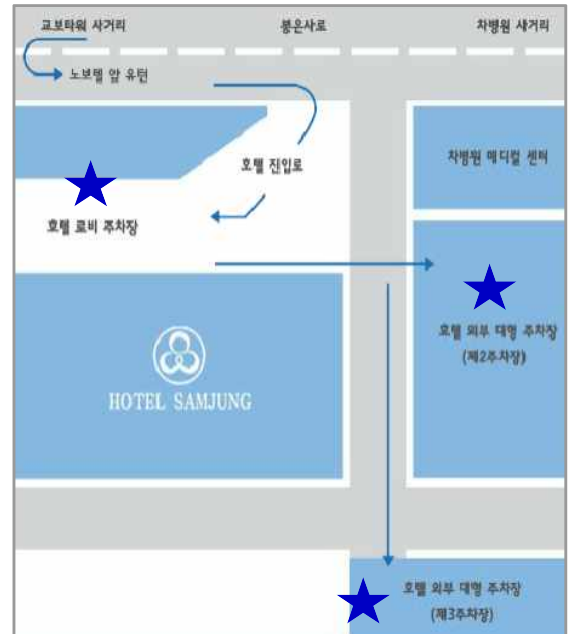 교보타워 사거리
봉은사로
차병원 사거리
노보텔 앞 유턴
호텔 진입로
차병원 메디컬 센터
호텔 로비 주차장
호텔 외부 대형 주차장
(제2주차장)
HOTEL SAMJUNG
호텔 외부 대형 주차장
(제3주차장)